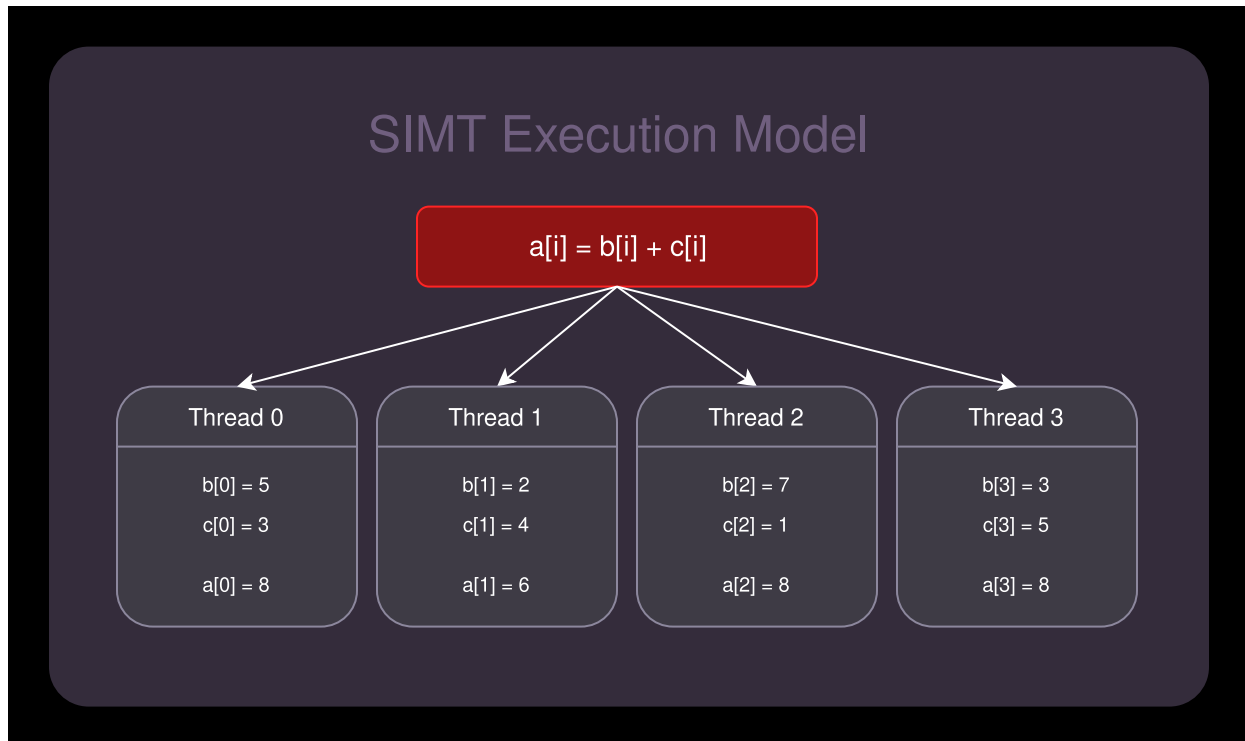 SIMT Execution Model
a[i] = b[i] + c[i]
Thread 0
b[0] = 5
c[0] = 3
a[0] = 8
Thread 1
b[1] = 2
c[1] = 4
a[1] = 6
Thread 2
b[2] = 7
c[2] = 1
a[2] = 8
Thread 3
b[3] = 3
c[3] = 5
a[3] = 8